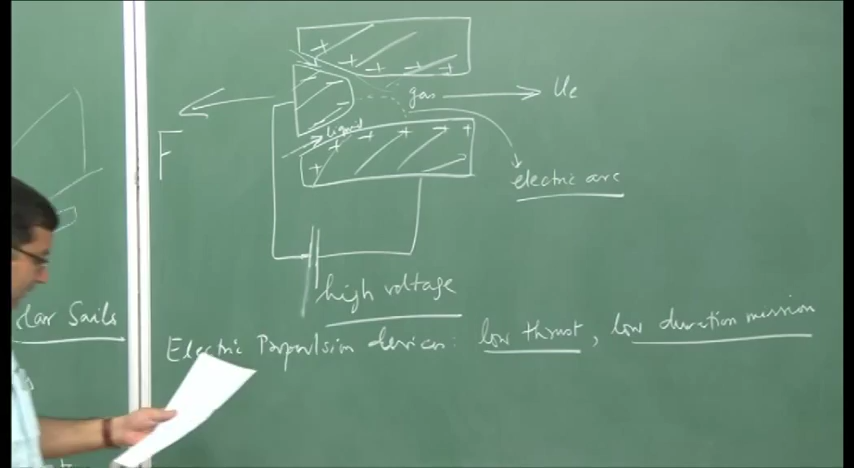 gas
Ue
liquid
F
electric arc
high voltage
lar Sails
Electric Propulsion devices: low thrust, low duration mission